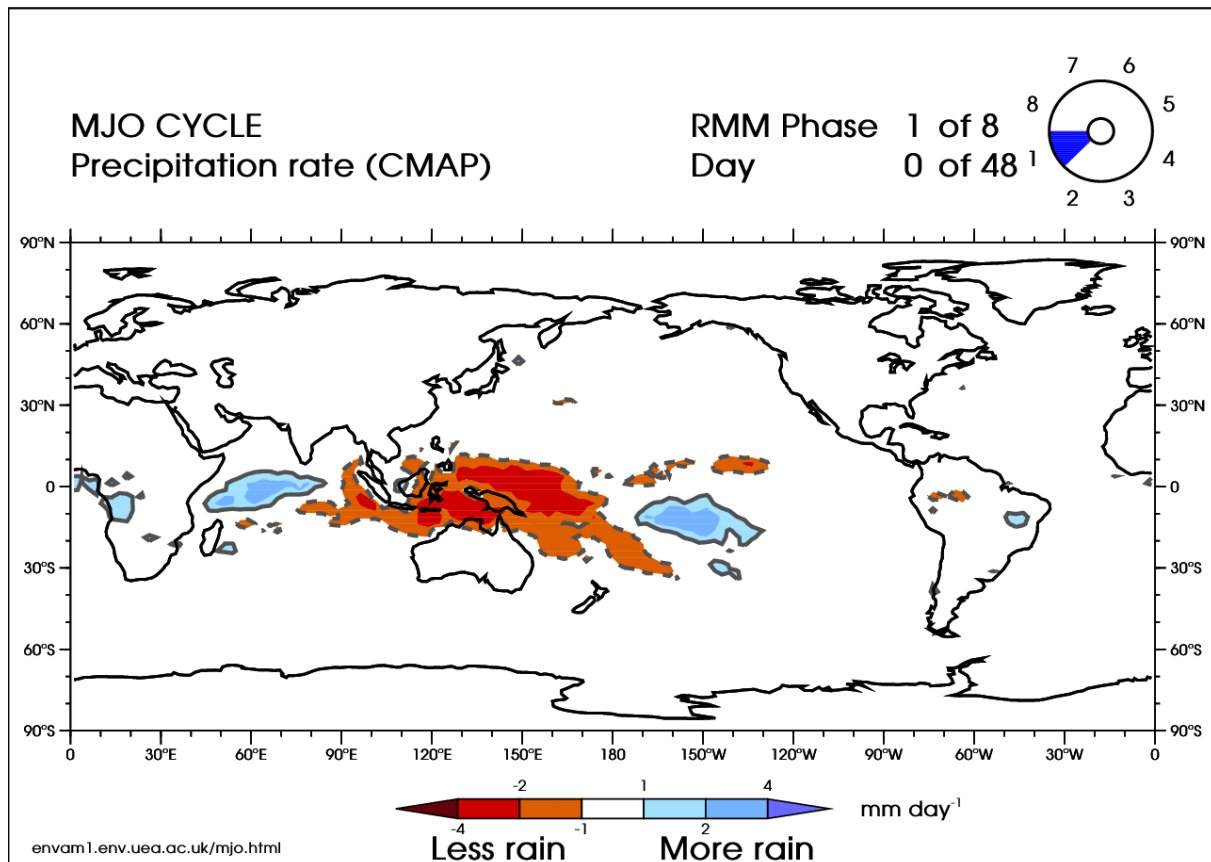 7 6
8 5
1 4
2 3
MJO CYCLE
Precipitation rate (CMAP)
RMM Phase 1 of 8
Day 0 of 48
90°N 90°N
60°N 60°N
30°N 30°N
0 0
30°S 30°S
60°S 60°S
90°S 90°S
0 30°E 60°E 90°E 120°E 150°E 180 150°W 120°W 90°W 60°W 30°W 0
-2 1 4
mm day-1
-4 -1 2
Less rain More rain
envam1.env.uea.ac.uk/mjo.html